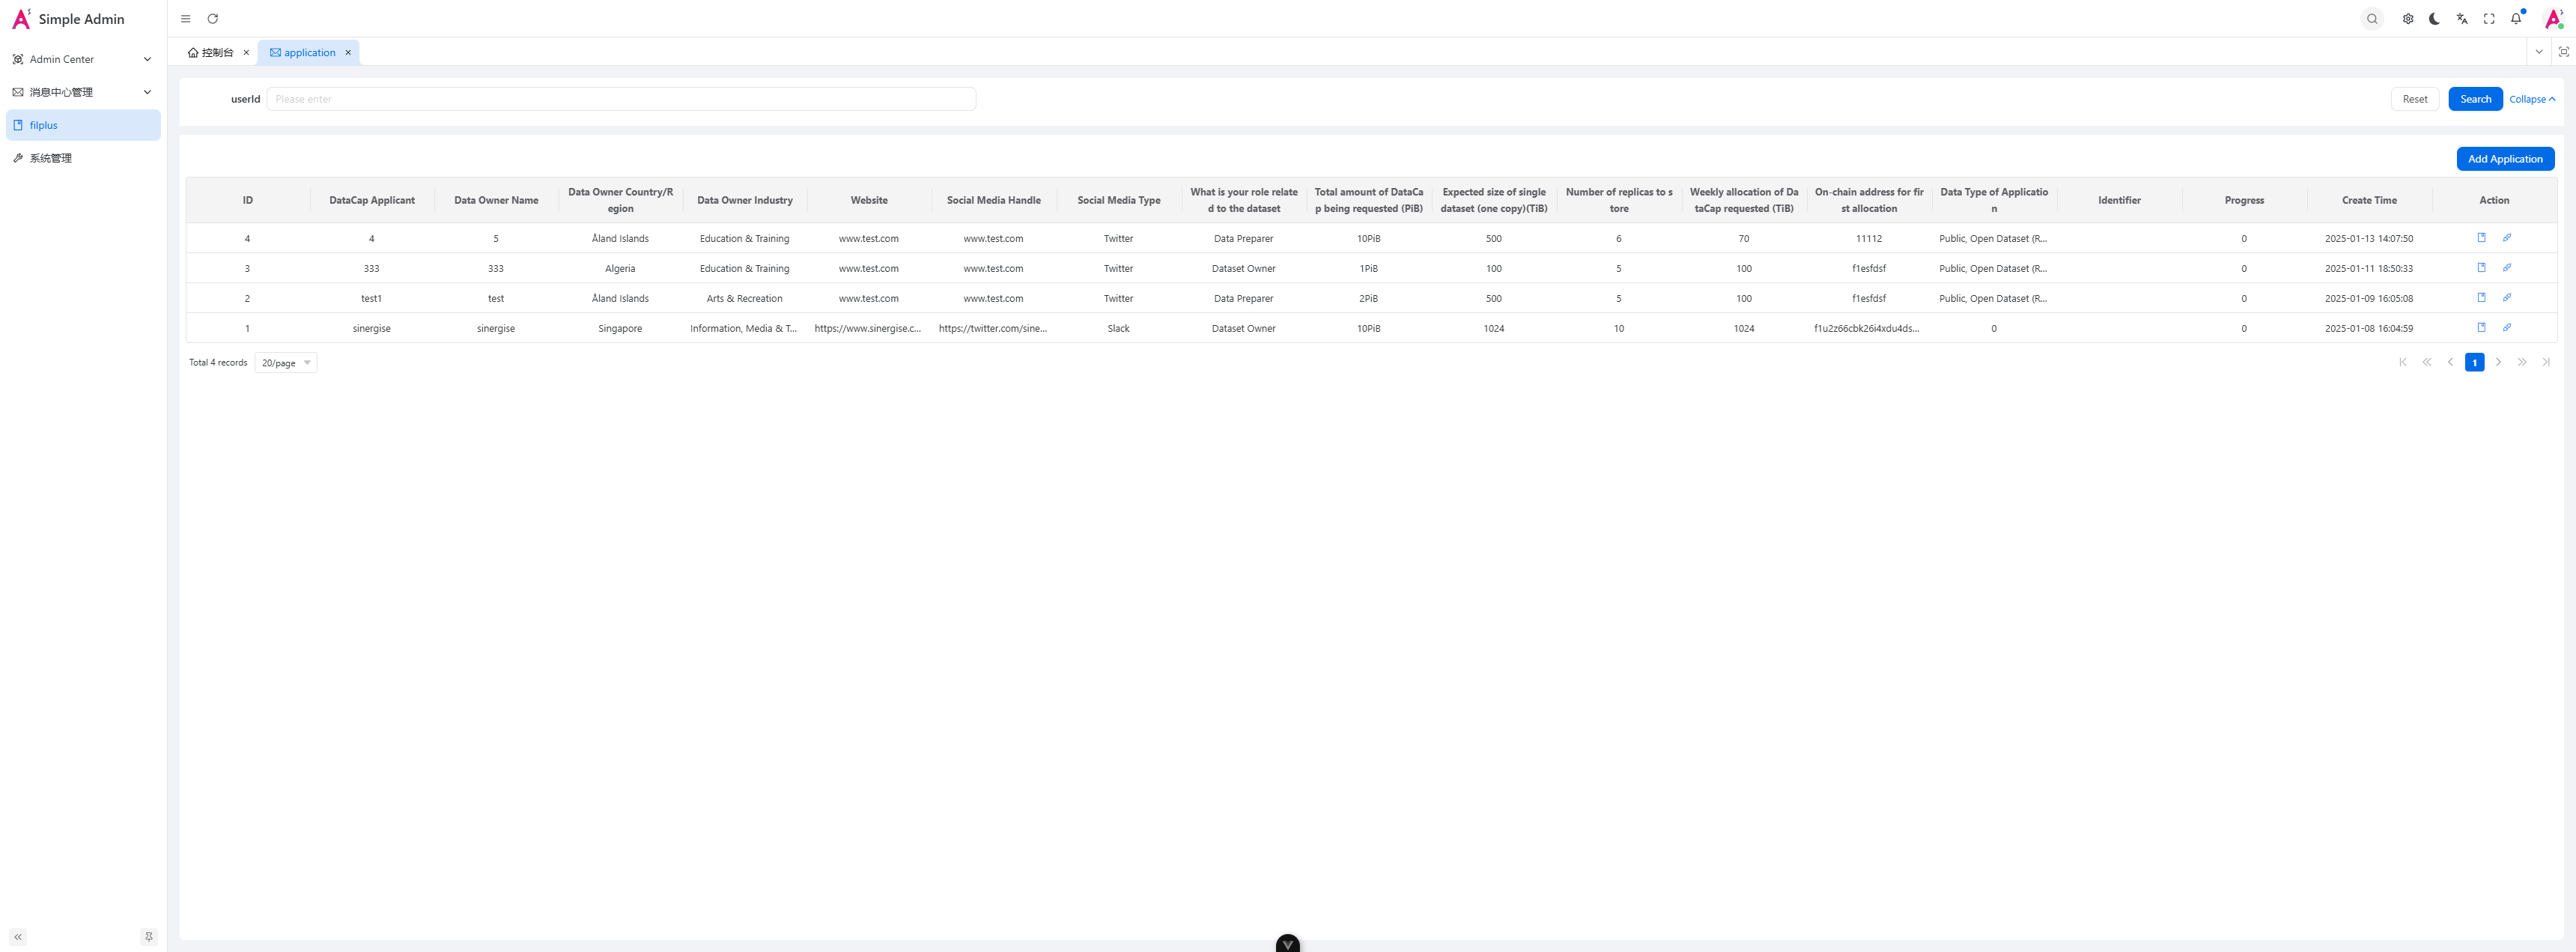 Simple Admin
Admin Center
消息中心管理
filplus
系统管理
控制台
application
userId
Please enter
Reset
Search
Collapse
Add Application
ID
DataCap Applicant
Data Owner Name
Data Owner Country/R
egion
Data Owner Industry
Website
Social Media Handle
Social Media Type
What is your role relate
d to the dataset
Total amount of DataCa
p being requested (PiB)
Expected size of single
dataset (one copy)(TiB)
Number of replicas to s
tore
Weekly allocation of Da
taCap requested (TiB)
On-chain address for fir
st allocation
Data Type of Applicatio
n
Identifier
Progress
Create Time
Action
4 4 5 Åland Islands Education & Training www.test.com www.test.com Twitter Data Preparer 10PiB 500 6 70 11112 Public, Open Dataset (R... 0 2025-01-13 14:07:50
3 333 333 Algeria Education & Training www.test.com www.test.com Twitter Dataset Owner 1PiB 100 5 100 f1esfdsf Public, Open Dataset (R... 0 2025-01-11 18:50:33
2 test1 test Åland Islands Arts & Recreation www.test.com www.test.com Twitter Data Preparer 2PiB 500 5 100 f1esfdsf Public, Open Dataset (R... 0 2025-01-09 16:05:08
1 sinergise sinergise Singapore Information, Media & T... https://www.sinergise.c... https://twitter.com/sine... Slack Dataset Owner 10PiB 1024 10 1024 f1u2z66cbk26i4xdu4ds... 0 0 2025-01-08 16:04:59
Total 4 records
20/page
1